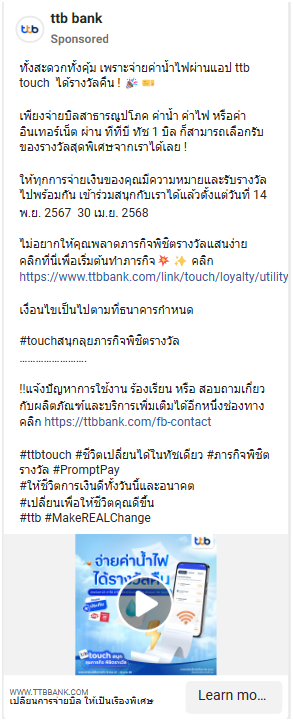 ttb bank
Sponsored
ทั้งสะดวกทั้งคุ้ม เพราะจ่ายค่าน้ำไฟผ่านแอป ttb
touch ได้รางวัลคืน ! 🎉 🎫
เพียงจ่ายบิลสาธารณูปโภค ค่าน้ำ ค่าไฟ หรือค่า
อินเทอร์เน็ต ผ่าน ทีทีบี ทัช 1 บิล ก็สามารถเลือกรับ
ของรางวัลสุดพิเศษจากเราได้เลย !
ให้ทุกการจ่ายเงินของคุณมีความหมายและรับรางวัล
ไปพร้อมกัน เข้าร่วมสนุกกับเราได้แล้วตั้งแต่วันที่ 14
พ.ย. 2567 30 เม.ย. 2568
ไม่อยากให้คุณพลาดภารกิจพิชิตรางวัลแสนง่าย
คลิกที่นี่เพื่อเริ่มต้นทำภารกิจ 💥 ✨ คลิก
https://www.ttbbank.com/link/touch/loyalty/utility
เงื่อนไขเป็นไปตามที่ธนาคารกำหนด
#touchสนุกลุยภารกิจพิชิตรางวัล
.........................
!!แจ้งปัญหาการใช้งาน ร้องเรียน หรือ สอบถามเกี่ยว
กับผลิตภัณฑ์และบริการเพิ่มเติมได้อีกหนึ่งช่องทาง
คลิก https://ttbbank.com/fb-contact
#ttbtouch #ชีวิตเปลี่ยนได้ในทัชเดียว #ภารกิจพิชิต
รางวัล #PromptPay
#ให้ชีวิตการเงินดีทั้งวันนี้และอนาคต
#เปลี่ยนเพื่อให้ชีวิตคุณดีขึ้น
#ttb #MakeREALChange
ttb
จ่ายค่าน้ำไฟ
ได้รางวัลคืน
touch สนุก
WWW.TTBBANK.COM
เปลี่ยนการจ่ายบิล ให้เป็นเรื่องพิเศษ
Learn mo...